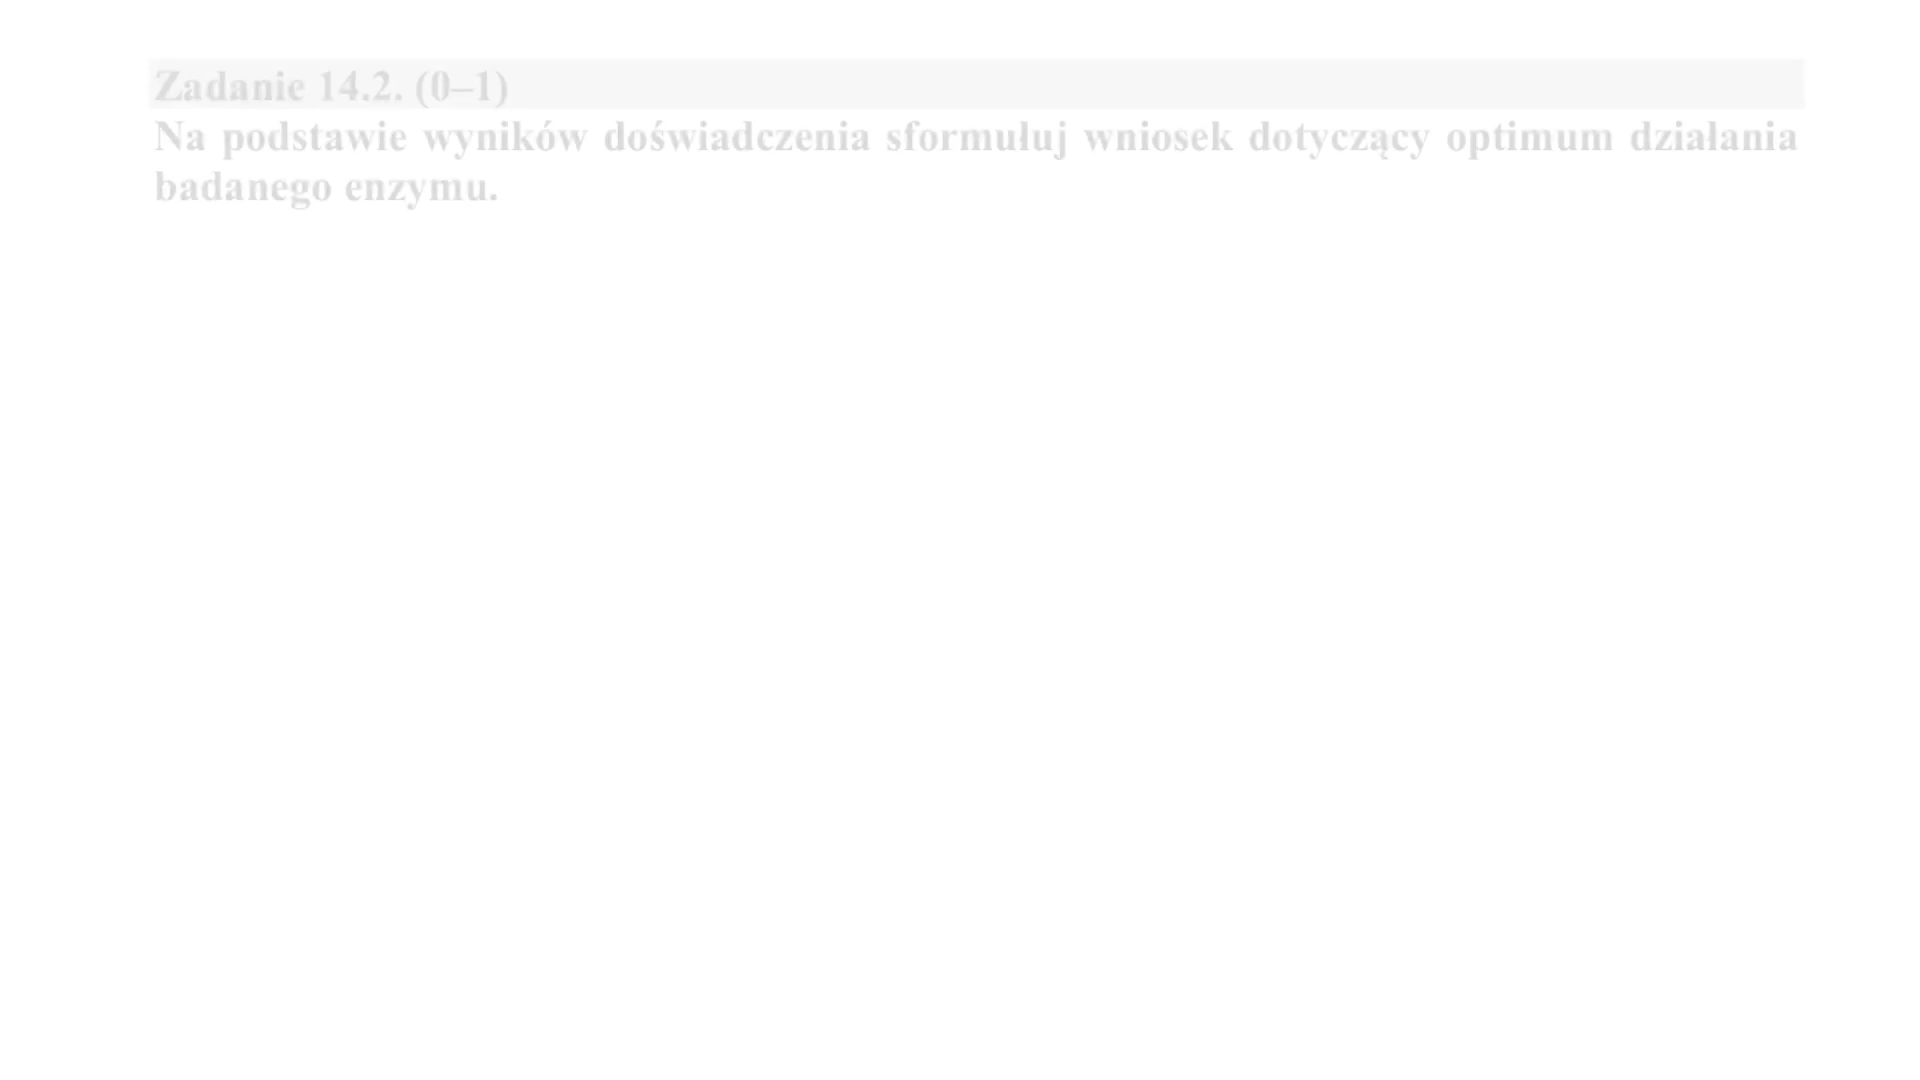 Zadanie 14.2. (0–1)
Na podstawie wyników doświadczenia sformułuj wniosek dotyczący optimum działania
badanego enzymu.